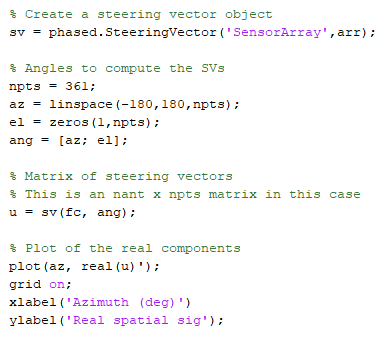 % Create a steering vector object
sv = phased.SteeringVector('SensorArray',arr);
% Angles to compute the SVs
npts = 361;
az = linspace(-180,180,npts);
el = zeros(1,npts);
ang = [az; el];
% Matrix of steering vectors
% This is an nant x npts matrix in this case
u = sv(fc, ang);
% Plot of the real components
plot(az, real(u)');
grid on;
xlabel('Azimuth (deg)')
ylabel('Real spatial sig');